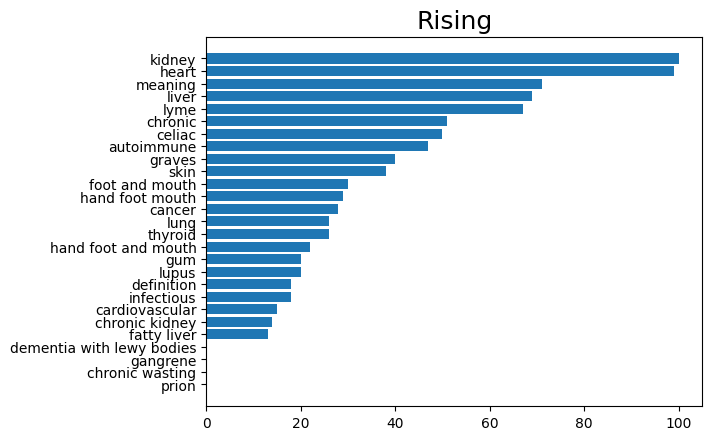 Rising
kidney
heart
meaning
liver
lyme
chronic
celiac
autoimmune
graves
skin
foot and mouth
hand foot mouth
cancer
lung
thyroid
hand foot and mouth
gum
lupus
definition
infectious
cardiovascular
chronic kidney
fatty liver
dementia with lewy bodies
gangrene
chronic wasting
prion
0 20 40 60 80 100